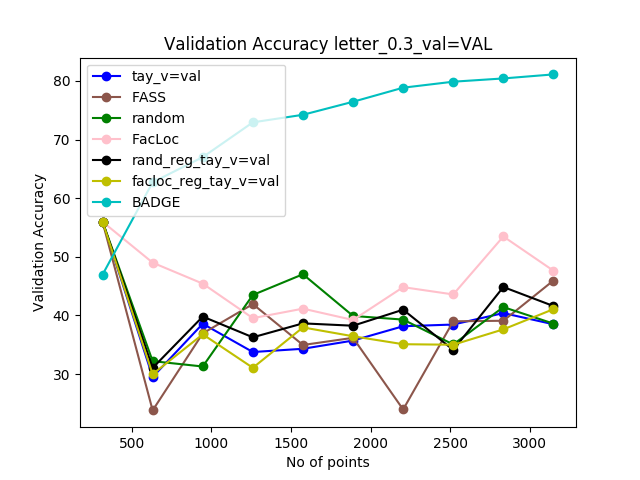 Validation Accuracy letter_0.3_val=VAL
Validation Accuracy
80
70
60
50
40
30
tay_v=val
FASS
random
FacLoc
rand_reg_tay_v=val
facloc_reg_tay_v=val
BADGE
500 1000 1500 2000 2500 3000
No of points